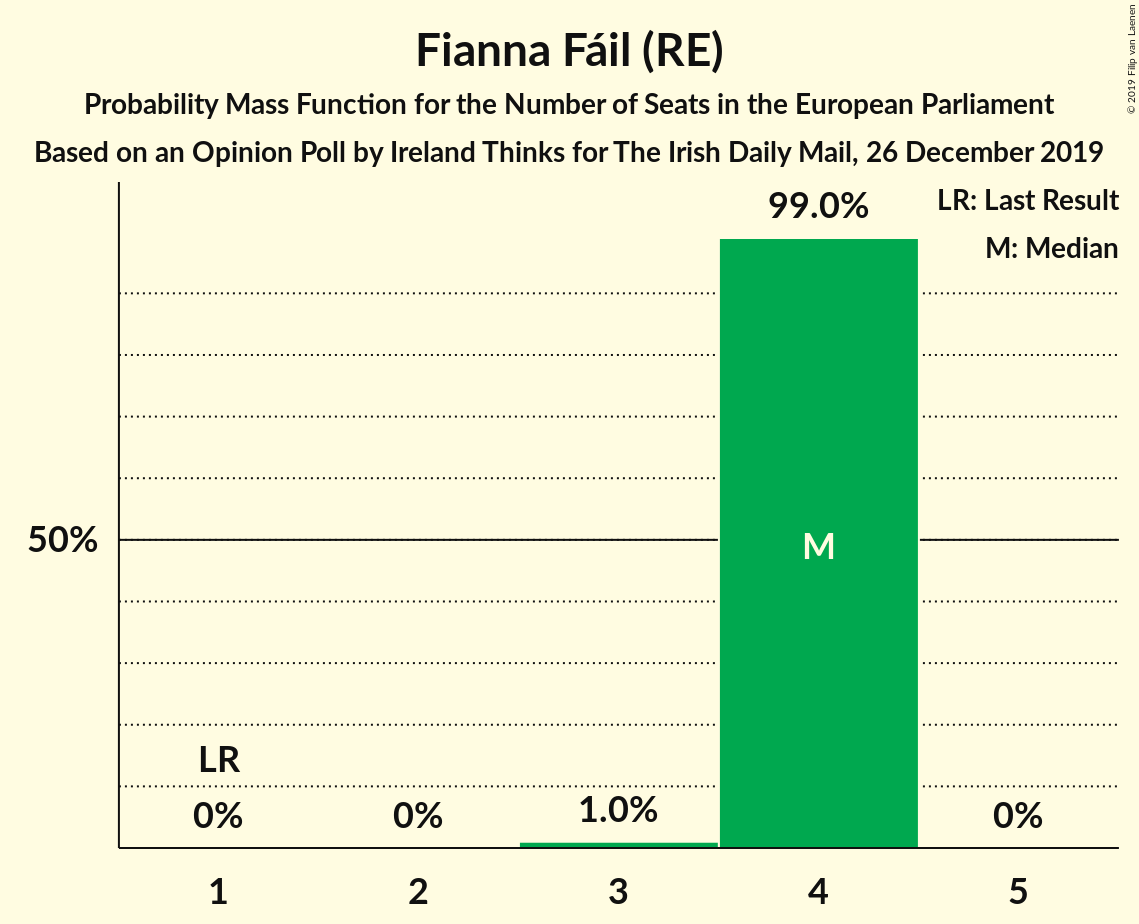 Fianna Fáil (RE)
Probability Mass Function for the Number of Seats in the European Parliament
Based on an Opinion Poll by Ireland Thinks for The Irish Daily Mail, 26 December 2019
© 2019 Filip van Laenen
LR: Last Result
M: Median
99.0%
50%
M
LR
0%
0%
1.0%
0%
1
2
3
4
5